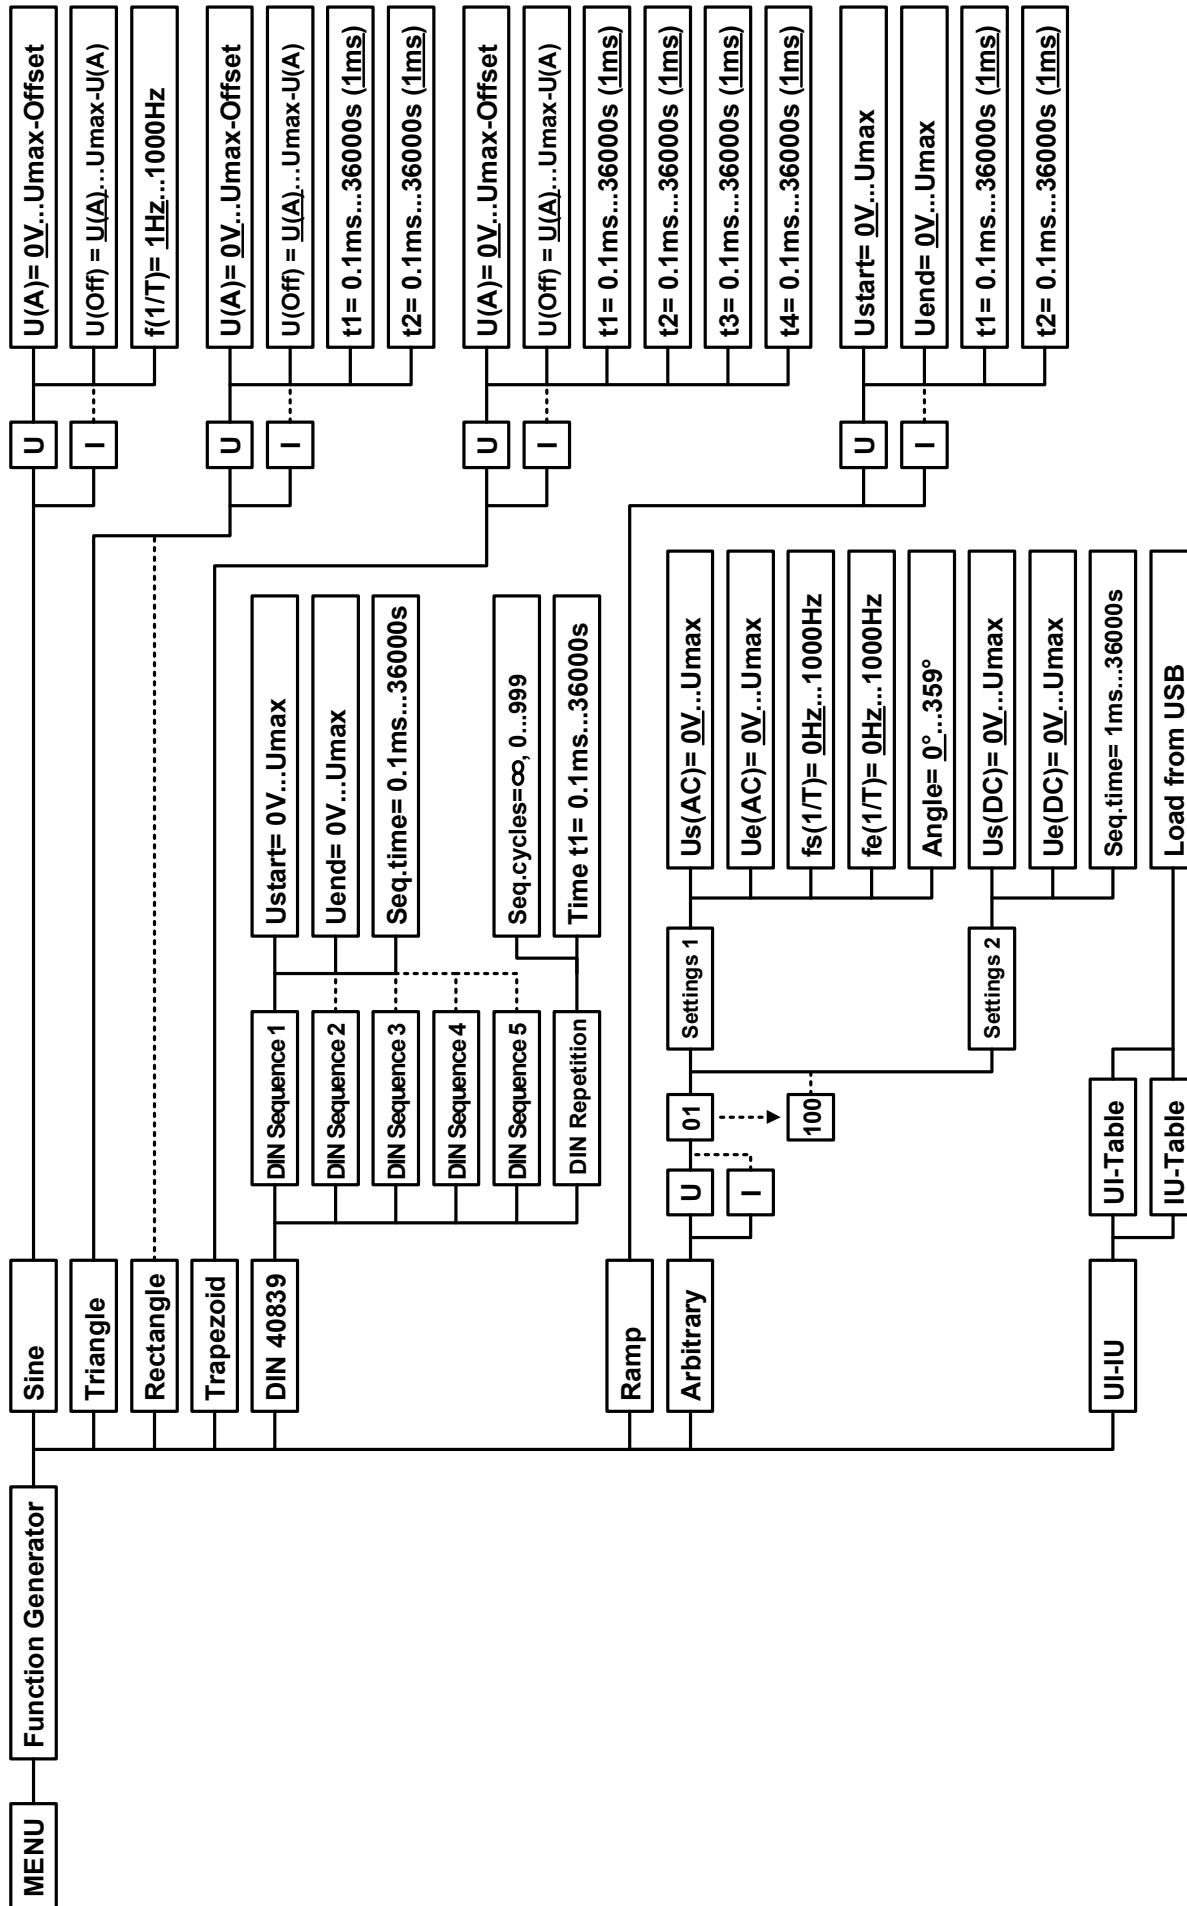 MENU
Function Generator
Sine
U
I
U(A)= 0V...Umax-Offset
U(Off) = U(A)...Umax-U(A)
f(1/T)= 1Hz...1000Hz
Triangle
Rectangle
U
I
U(A)= 0V...Umax-Offset
U(Off) = U(A)...Umax-U(A)
t1= 0.1ms...36000s (1ms)
t2= 0.1ms...36000s (1ms)
Trapezoid
U
I
U(A)= 0V...Umax-Offset
U(Off) = U(A)...Umax-U(A)
t1= 0.1ms...36000s (1ms)
t2= 0.1ms...36000s (1ms)
t3= 0.1ms...36000s (1ms)
t4= 0.1ms...36000s (1ms)
DIN 40839
DIN Sequence 1
DIN Sequence 2
DIN Sequence 3
DIN Sequence 4
DIN Sequence 5
DIN Repetition
Ustart= 0V...Umax
Uend= 0V...Umax
Seq.time= 0.1ms...36000s
Seq.cycles=∞, 0...999
Time t1= 0.1ms...36000s
Ramp
U
I
Ustart= 0V...Umax
Uend= 0V...Umax
t1= 0.1ms...36000s (1ms)
t2= 0.1ms...36000s (1ms)
Arbitrary
U
I
01
100
Settings 1
Us(AC)= 0V...Umax
Ue(AC)= 0V...Umax
fs(1/T)= 0Hz...1000Hz
fe(1/T)= 0Hz...1000Hz
Angle= 0°...359°
Settings 2
Us(DC)= 0V...Umax
Ue(DC)= 0V...Umax
Seq.time= 1ms...36000s
UI-IU
UI-Table
IU-Table
Load from USB